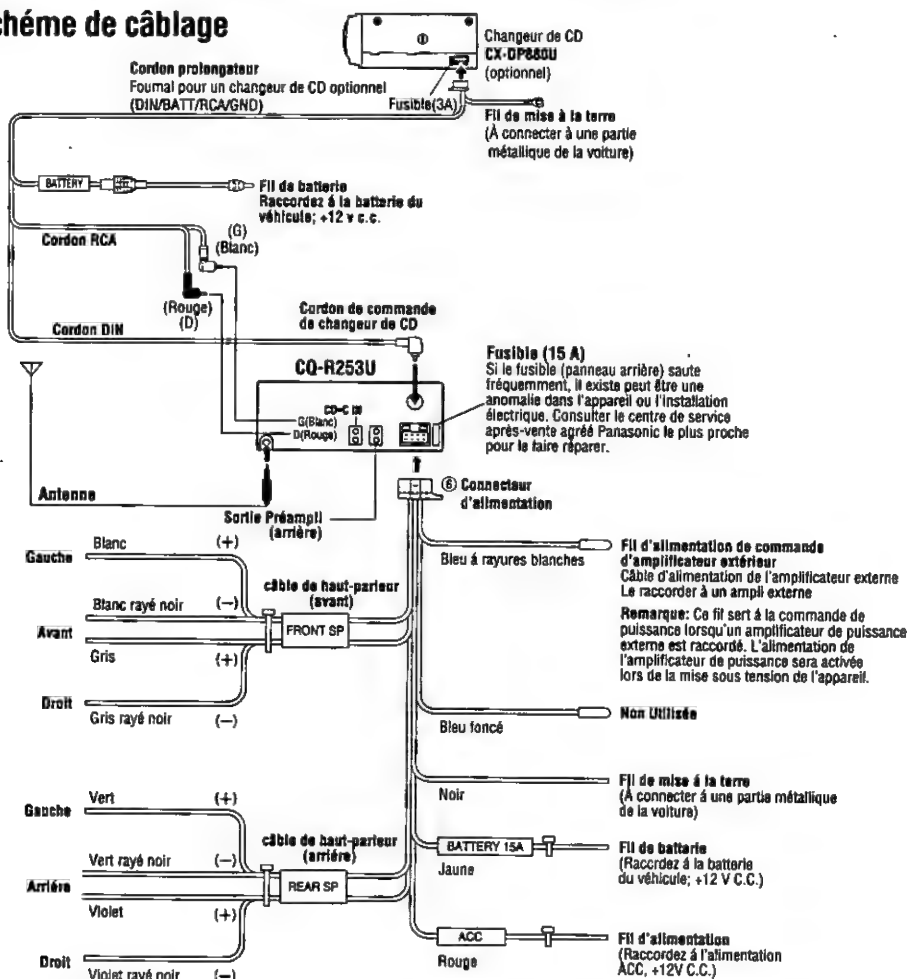 chéme de câblage
Changeur de CD
CX-DP880U
(optionnel)
Cordon prolongateur
Fournal pour un changeur de CD optionnel
(DIN/BATT/RCA/GND)
Fusible(3A)
Fil de mise à la terre
(À connecter à une partie
métallique de la voiture)
BATTERY
Fil de batterie
Raccordez á la batterie du
véhicule; +12 v c.c.
(G)
(Blanc)
Cordon RCA
(Rouge)
(D)
Cordon de commande
de changeur de CD
Cordon DIN
CQ-R253U
Fusible (15 A)
Si le fusible (panneau arrière) saute
fréquemment, il existe peut être une
anomalie dans l'appareil ou l'installation
électrique. Consulter le centre de service
après-vente agréé Panasonic le plus proche
pour le faire réparer.
CD-C IN
G(Blanc)
D(Rouge)
Antenne
⑥ Connecteur
d'alimentation
Sortie Préampli
(arrière)
Gauche
Blanc
(+)
Bleu á rayures blanches
Fil d'alimentation de commande
d'amplificateur extérieur
Câble d'alimentation de l'amplificateur externe
Le raccorder à un ampli externe
Remarque: Ce fil sert á la commande de
puissance lorsqu'un amplificateur de puissance
externe est raccordé. L'alimentation de
l'amplificateur de puissance sera activée
lors de la mise sous tension de l'appareil.
câble de haut-parleur
(avant)
Blanc rayé noir
(—)
FRONT SP
Avant
Gris
(+)
Droit
Gris rayé noir
(—)
Bleu foncé
Non Utilisée
Noir
Fil de mise á la terre
(À connecter á une partie métallique
de la voiture)
Gauche
Vert
(+)
câble de haut-parleur
(arriére)
Vert rayé noir
(—)
REAR SP
Arriére
Violet
(+)
Droit
Violet rayé noir
(—)
BATTERY 15A
Jaune
Fil de batterie
(Raccrdez á la batterie
du véhicule; +12 V C.C.)
ACC
Rouge
Fil d'alimentation
(Raccordez á l'alimentation
ACC, +12V C.C.)